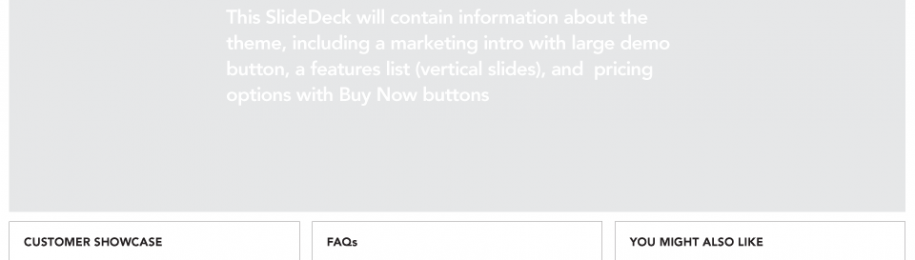 This SlideDeck will contain information about the
theme, including a marketing intro with large demo
button, a features list (vertical slides), and  pricing
options with Buy Now buttons
CUSTOMER SHOWCASE
FAQs
YOU MIGHT ALSO LIKE